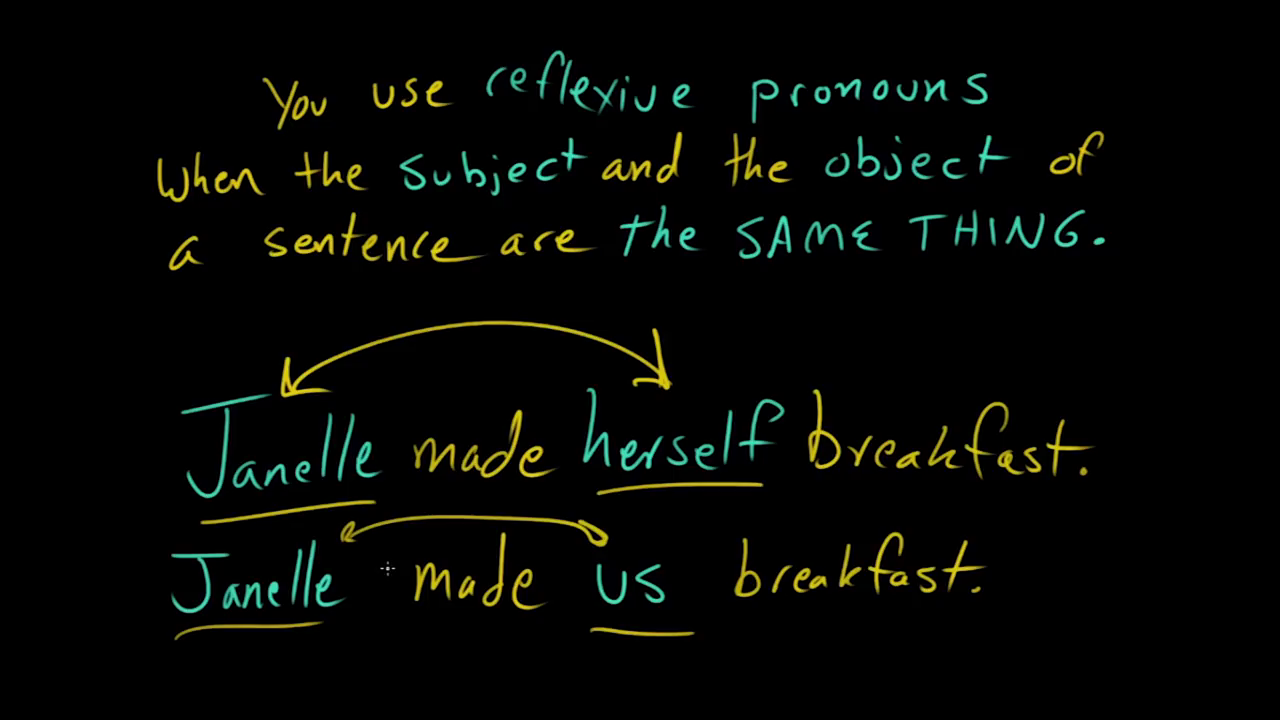 You use reflexive pronouns
When the subject and the object of
a sentence are the SAME THING.
Janelle made herself breakfast.
Janelle made us breakfast.